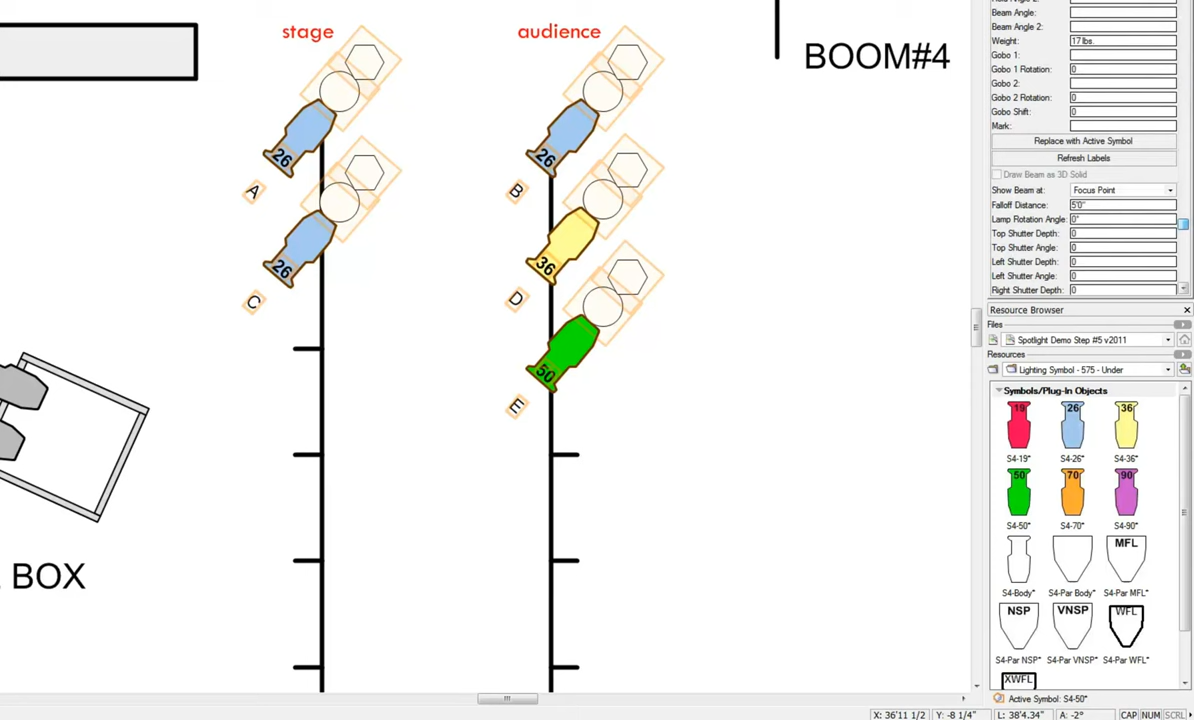 stage
audience
BOOM#4
26
26
A
B
26
36
C
D
50
E
BOX
Beam Angle:
Beam Angle 2:
Weight: 17 lbs.
Gobo 1:
Gobo 1 Rotation: 0
Gobo 2:
Gobo 2 Rotation: 0
Gobo Shift: 0
Mark:
Replace with Active Symbol
Refresh Labels
Draw Beam as 3D Solid
Show Beam at: Focus Point
Falloff Distance: 5'0"
Lamp Rotation Angle: 0°
Top Shutter Depth: 0
Top Shutter Angle: 0
Left Shutter Depth: 0
Left Shutter Angle: 0
Right Shutter Depth: 0
Resource Browser
Files
Spotlight Demo Step #5 v2011
Resources
Lighting Symbol - 575 - Under
Symbols/Plug-In Objects
19 26 36
S4-19° S4-26° S4-36°
50 70 90
S4-50° S4-70° S4-90°
MFL
S4-Body* S4-Par Body* S4-Par MFL*
NSP VNSP WFL
S4-Par NSP* S4-Par VNSP* S4-Par WFL*
XWFL
Active Symbol: S4-50°
X: 36'11 1/2 Y: -8 1/4" L: 38'4.34" A: -2° CAP NUM SCRL